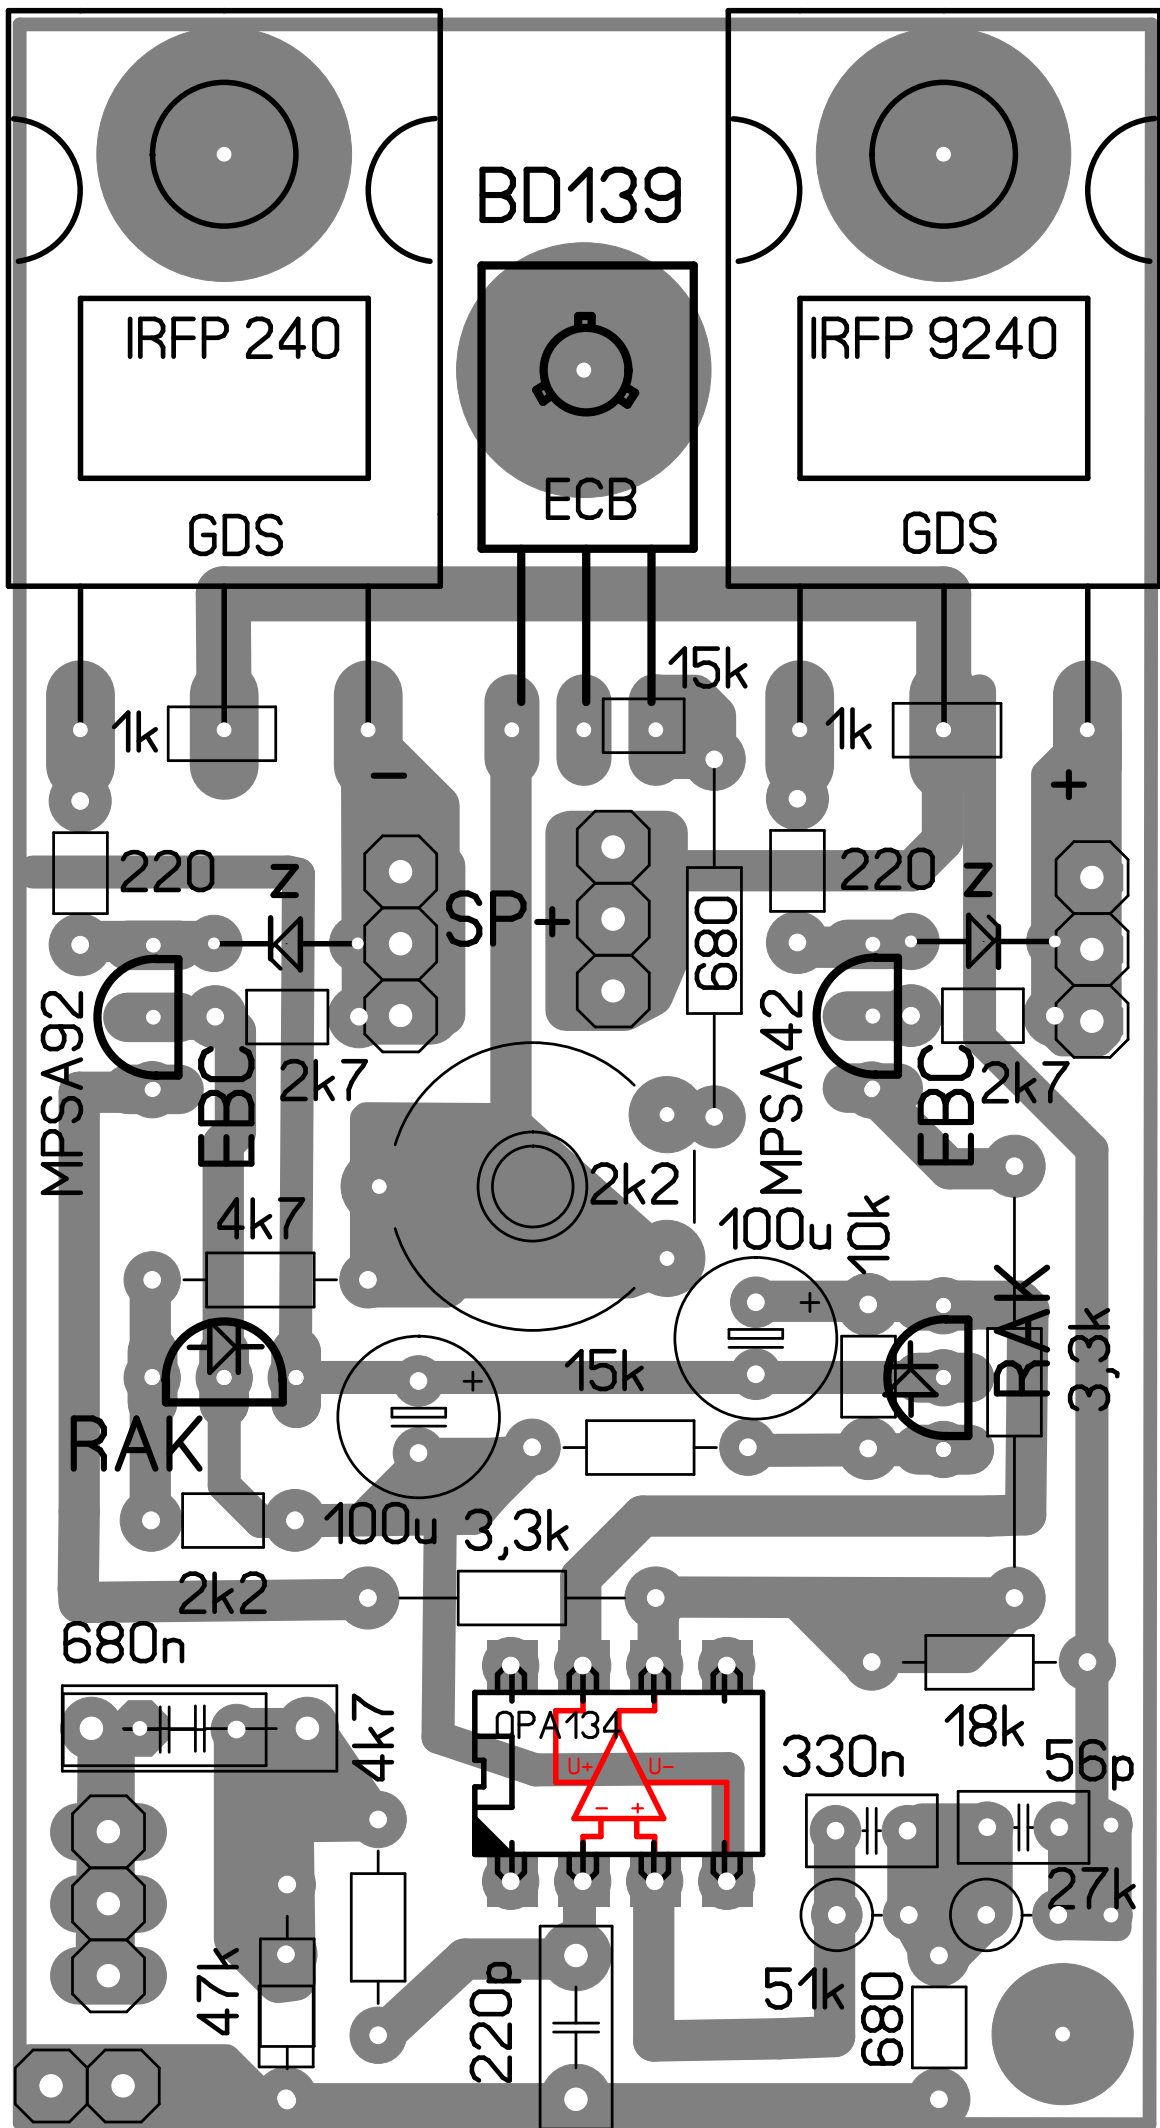 BD139
IRFP 240
IRFP 9240
ECB
GDS
GDS
15k
1k
1k
-
+
220
z
SP+
680
220
z
MPSA92
EBC
2k7
MPSA42
EBC
2k7
2k2
4k7
100u
10k
RAK
3,3k
+
15k
+
RAK
100u
3,3k
2k2
680n
4k7
OPA134
U+
U-
-
+
18k
330n
56p
27k
47k
220p
51k
680